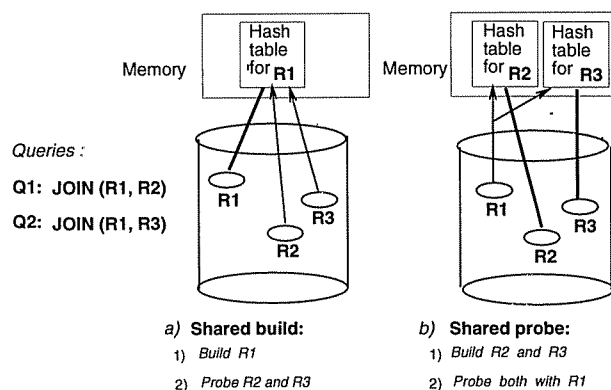 Memory
Hash
table
for R1
Memory
Hash
table
for R2
Hash
table
for R3
Queries :
Q1: JOIN (R1, R2)
Q2: JOIN (R1, R3)
R1
R2
R3
R1
R2
R3
a) Shared build:
1) Build R1
2) Probe R2 and R3
b) Shared probe:
1) Build R2 and R3
2) Probe both with R1